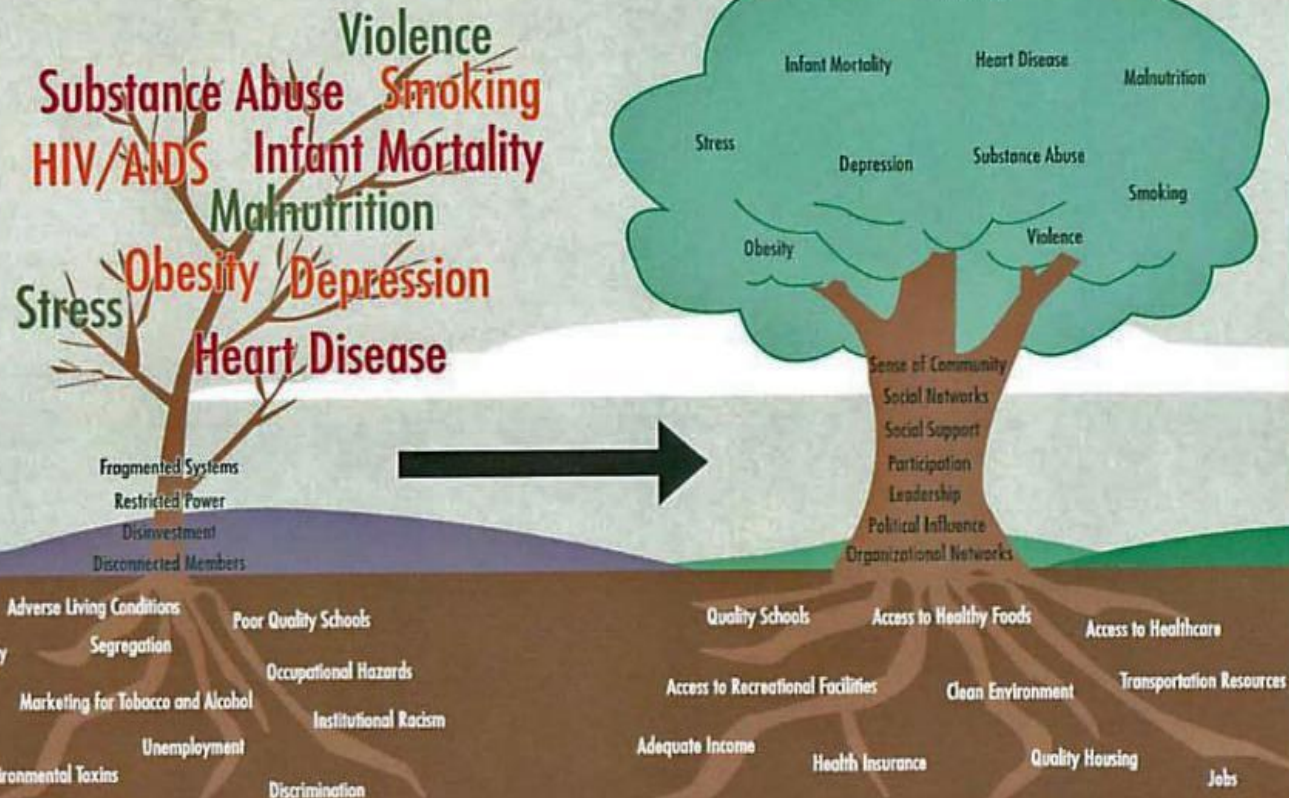 Violence
Substance Abuse
Smoking
HIV/AIDS
Infant Mortality
Malnutrition
Obesity
Depression
Stress
Heart Disease
Fragmented Systems
Restricted Power
Disinvestment
Disconnected Members
Adverse Living Conditions
Poor Quality Schools
Segregation
Occupational Hazards
Marketing for Tobacco and Alcohol
Institutional Racism
Unemployment
ironmental Toxins
Discrimination
Infant Mortality
Heart Disease
Malnutrition
Stress
Depression
Substance Abuse
Smoking
Obesity
Violence
Sense of Community
Social Networks
Social Support
Participation
Leadership
Political Influence
Organizational Networks
Quality Schools
Access to Healthy Foods
Access to Healthcare
Access to Recreational Facilities
Clean Environment
Transportation Resources
Adequate Income
Health Insurance
Quality Housing
Jobs